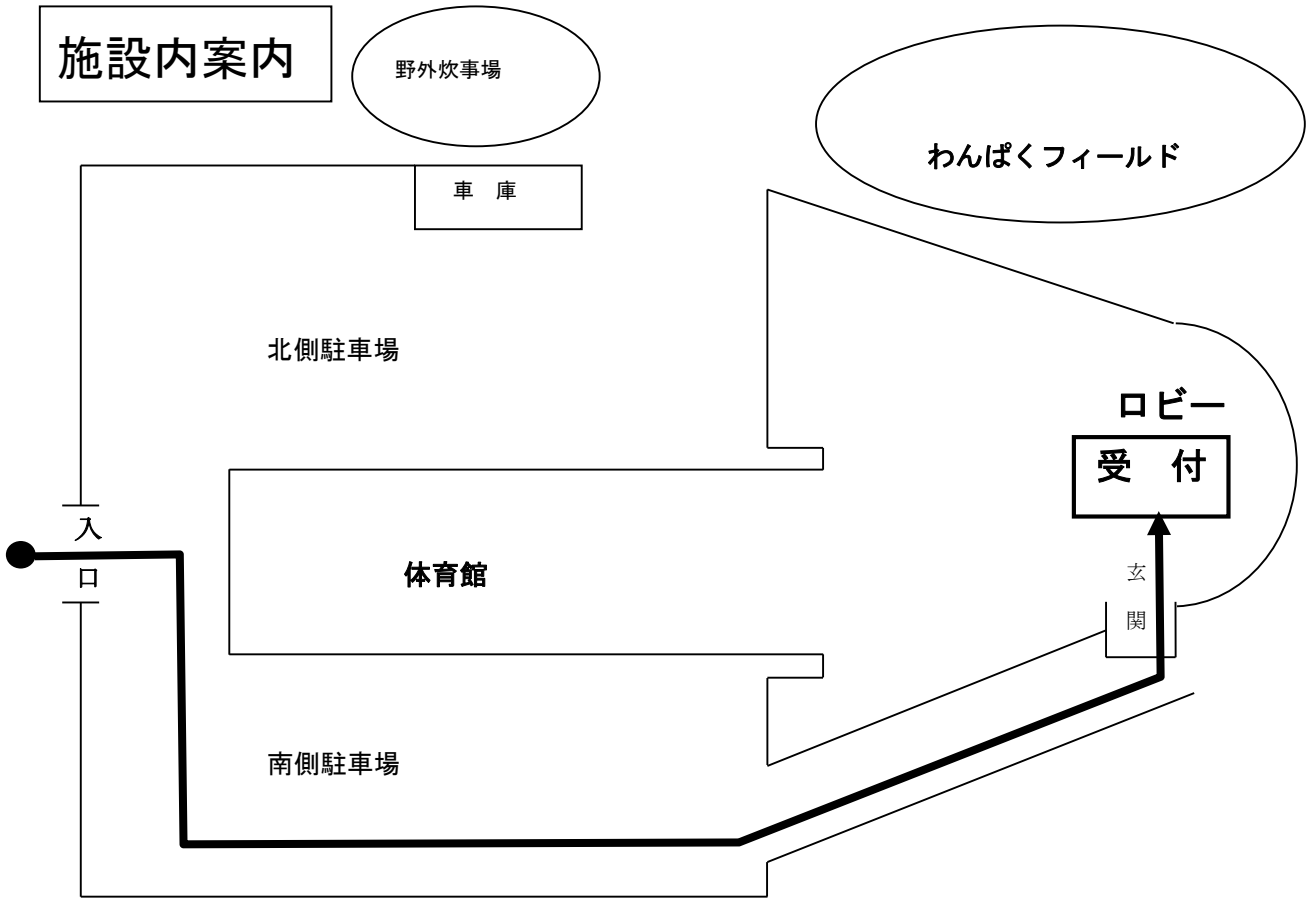 施設内案内
野外炊事場
わんぱくフィールド
車　庫
北側駐車場
ロビー
受　付
入
口
体育館
玄
関
南側駐車場